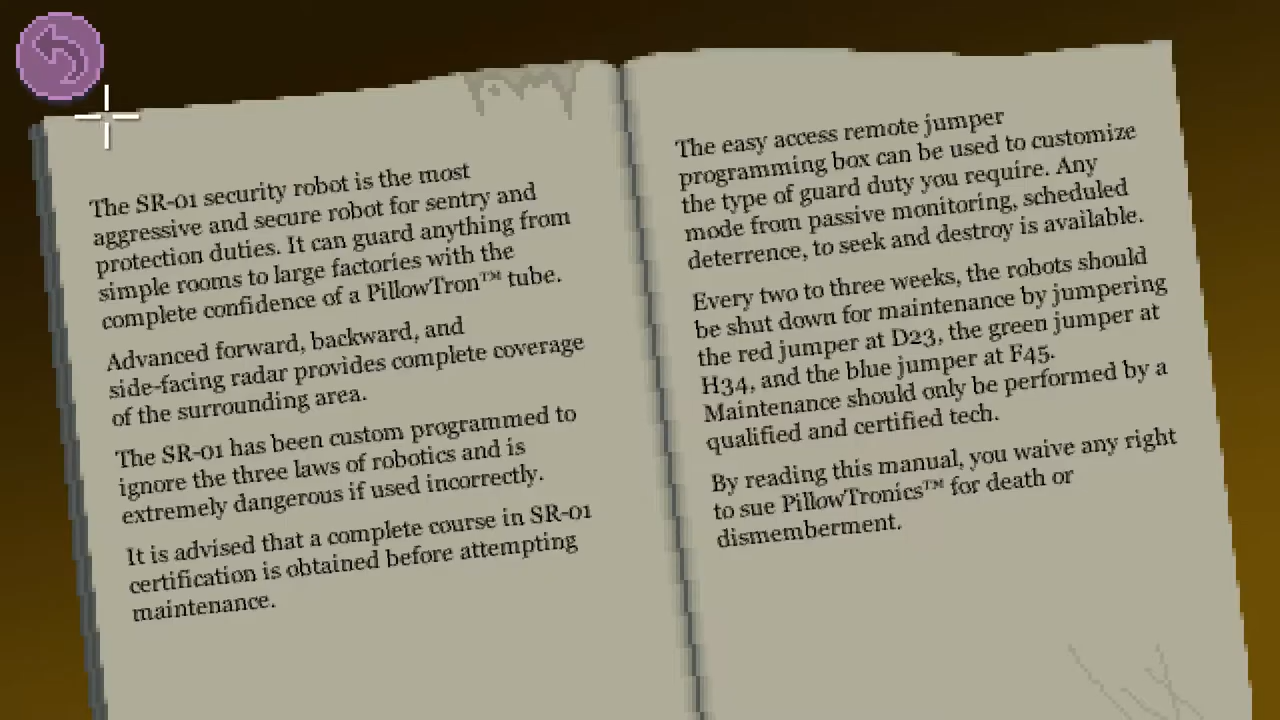 The SR-01 security robot is the most
aggressive and secure robot for sentry and
protection duties. It can guard anything from
simple rooms to large factories with the
complete confidence of a PillowTron™ tube.
Advanced forward, backward, and
side-facing radar provides complete coverage
of the surrounding area.
The SR-01 has been custom programmed to
ignore the three laws of robotics and is
extremely dangerous if used incorrectly.
It is advised that a complete course in SR-01
certification is obtained before attempting
maintenance.
The easy access remote jumper
programming box can be used to customize
the type of guard duty you require. Any
mode from passive monitoring, scheduled
deterrence, to seek and destroy is available.
Every two to three weeks, the robots should
be shut down for maintenance by jumpering
the red jumper at D23, the green jumper at
H34, and the blue jumper at F45.
Maintenance should only be performed by a
qualified and certified tech.
By reading this manual, you waive any right
to sue PillowTronics™ for death or
dismemberment.